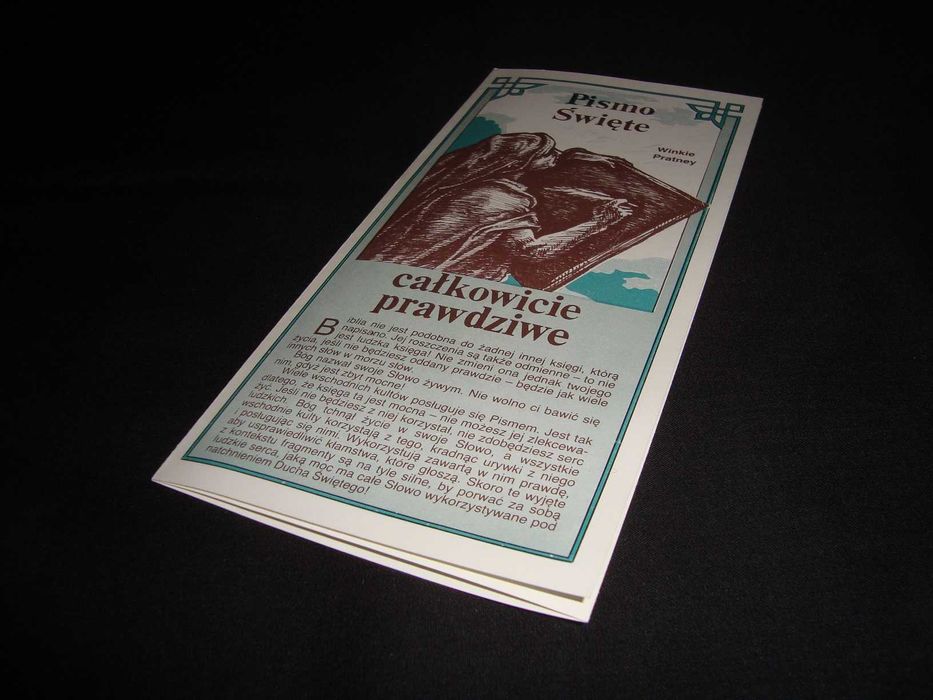 Pismo
Święte
Winkie
Pratney
całkowicie
prawdziwe
Biblia nie jest podobna do żadnej innej księgi, którą
napisano. Jej roszczenia są także odmienne – to nie
jest ludzka księga! Nie zmieni ona jednak twojego
życia, jeśli nie będziesz oddany prawdzie – będzie jak wiele
innych słów w morzu słów.
Bóg nazwał swoje Słowo żywym. Nie wolno ci bawić się
nim, gdyż jest zbyt mocne!
Wiele wschodnich kultów posługuje się Pismem. Jest tak
dlatego, że księga ta jest mocna – nie możesz jej zlekcewa-
żyć. Jeśli nie będziesz z niej korzystał, nie zdobędziesz serc
ludzkich. Bóg tchnął życie w swoje Słowo, a wszystkie
wschodnie kulty korzystają z tego, kradnąc urywki z niego
i posługując się nimi. Wykorzystują zawartą w nim prawdę,
aby usprawiedliwić kłamstwa, które głoszą. Skoro te wyjęte
z kontekstu fragmenty są na tyle silne, by porwać za sobą
ludzkie serca, jaką moc ma całe Słowo wykorzystywane pod
natchnieniem Ducha Świętego!